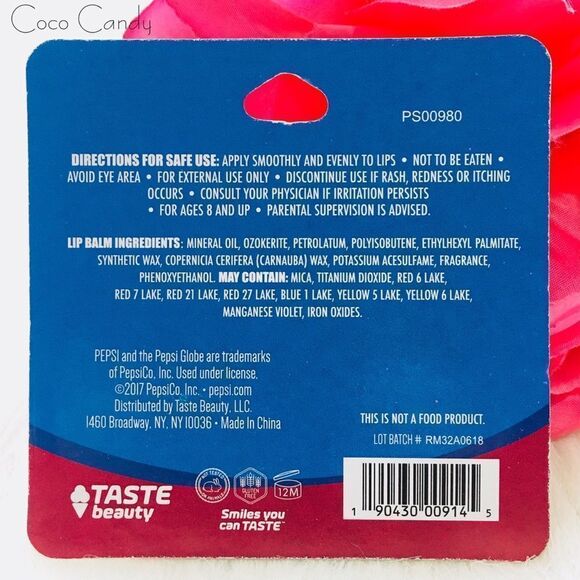 Coco Candy
PS00980
DIRECTIONS FOR SAFE USE: APPLY SMOOTHLY AND EVENLY TO LIPS • NOT TO BE EATEN •
AVOID EYE AREA • FOR EXTERNAL USE ONLY • DISCONTINUE USE IF RASH, REDNESS OR ITCHING
OCCURS • CONSULT YOUR PHYSICIAN IF IRRITATION PERSISTS
• FOR AGES 8 AND UP • PARENTAL SUPERVISION IS ADVISED.
LIP BALM INGREDIENTS: MINERAL OIL, OZOKERITE, PETROLATUM, POLYISOBUTENE, ETHYLHEXYL PALMITATE,
SYNTHETIC WAX, COPERNICIA CERIFERA (CARNAUBA) WAX, POTASSIUM ACESULFAME, FRAGRANCE,
PHENOXYETHANOL. MAY CONTAIN: MICA, TITANIUM DIOXIDE, RED 6 LAKE,
RED 7 LAKE, RED 21 LAKE, RED 27 LAKE, BLUE 1 LAKE, YELLOW 5 LAKE, YELLOW 6 LAKE,
MANGANESE VIOLET, IRON OXIDES.
PEPSI and the Pepsi Globe are trademarks
of PepsiCo, Inc. Used under license.
©2017 PepsiCo, Inc. • pepsi.com
Distributed by Taste Beauty, LLC.
1460 Broadway, NY, NY 10036 • Made In China
THIS IS NOT A FOOD PRODUCT.
LOT BATCH # RM32A0618
TASTE
beauty
NOT TESTED
ON ANIMALS
GLUTEN
FREE
12M
Smiles you
can TASTE™
1 90430 00914 5